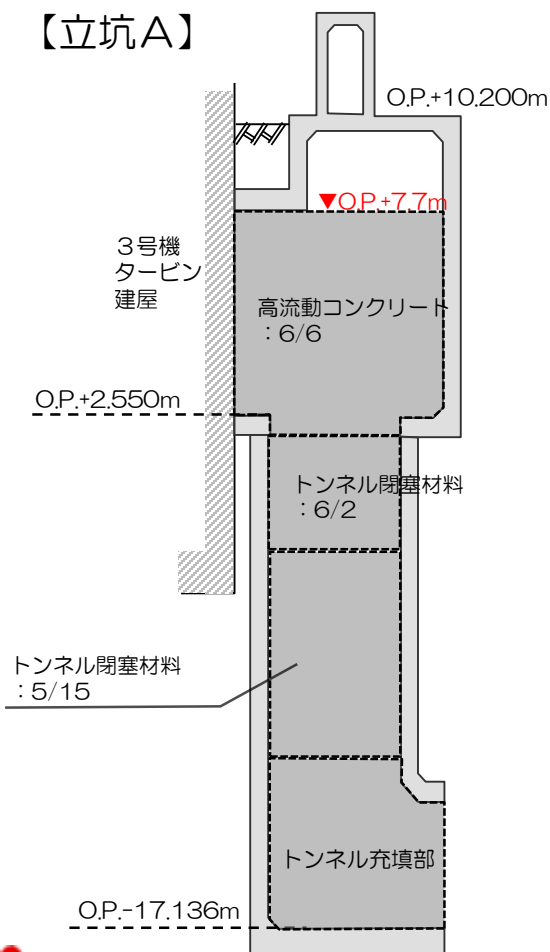 【立坑A】
O.P.+10.200m
▼O.P.+7.7m
3号機
タービン
建屋
高流動コンクリート
：6/6
O.P.+2.550m
トンネル閉塞材料
：6/2
トンネル閉塞材料
：5/15
トンネル充填部
O.P.-17.136m